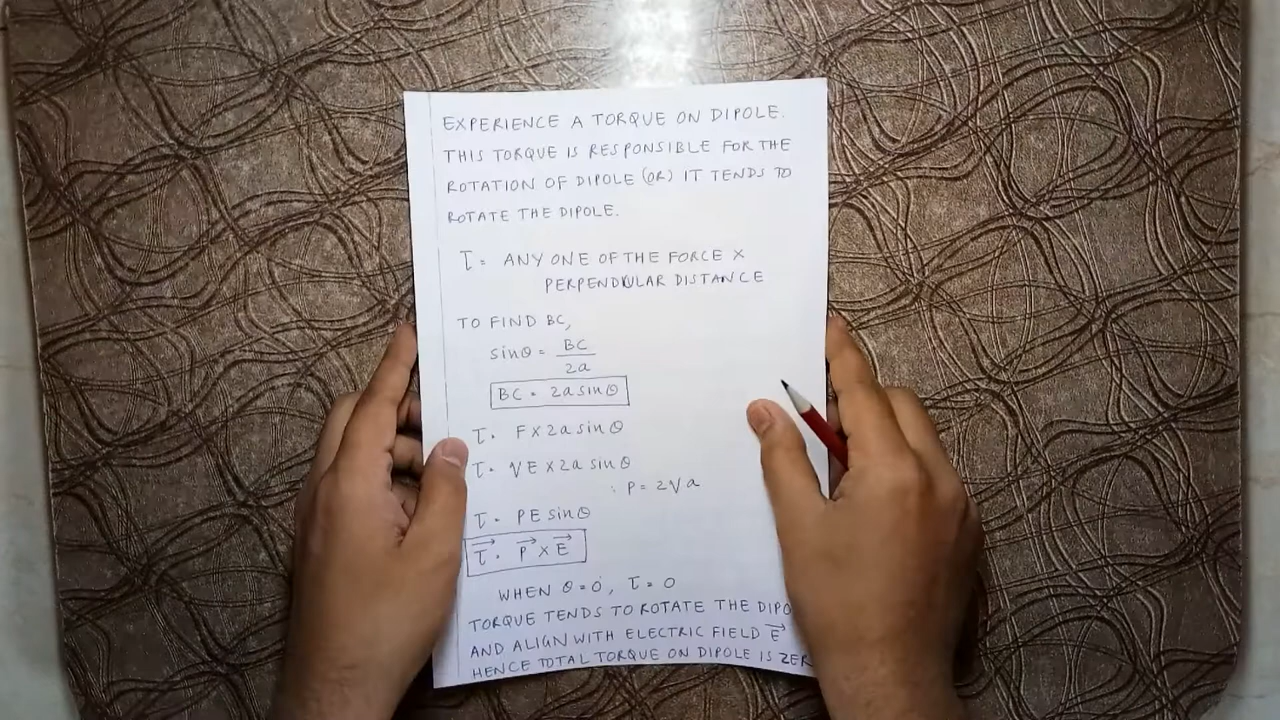 EXPERIENCE A TORQUE ON DIPOLE.
THIS TORQUE IS RESPONSIBLE FOR THE
ROTATION OF DIPOLE (OR) IT TENDS TO
ROTATE THE DIPOLE.
τ = ANY ONE OF THE FORCE ×
PERPENDICULAR DISTANCE
TO FIND BC,
sinθ = BC
2a
BC = 2a sinθ
τ = F × 2a sinθ
τ = qE × 2a sinθ
∵ P = 2qa
τ = PE sinθ
τ⃗ = P⃗ × E⃗
WHEN θ = 0°, τ = 0
TORQUE TENDS TO ROTATE THE DIPO
AND ALIGN WITH ELECTRIC FIELD E⃗
HENCE TOTAL TORQUE ON DIPOLE IS ZER